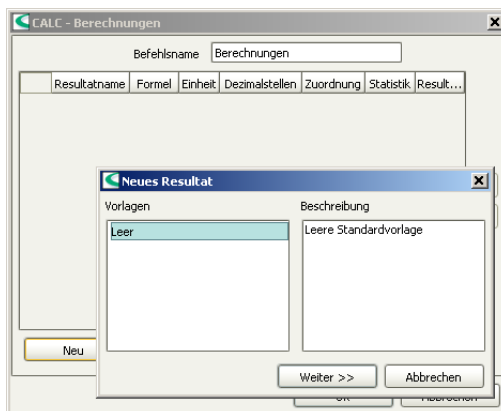 CALC - Berechnungen
Befehlsname Berechnungen
Resultatname Formel Einheit Dezimalstellen Zuordnung Statistik Result...
Neues Resultat
Vorlagen Beschreibung
Leer Leere Standardvorlage
Neu
Weiter >> Abbrechen